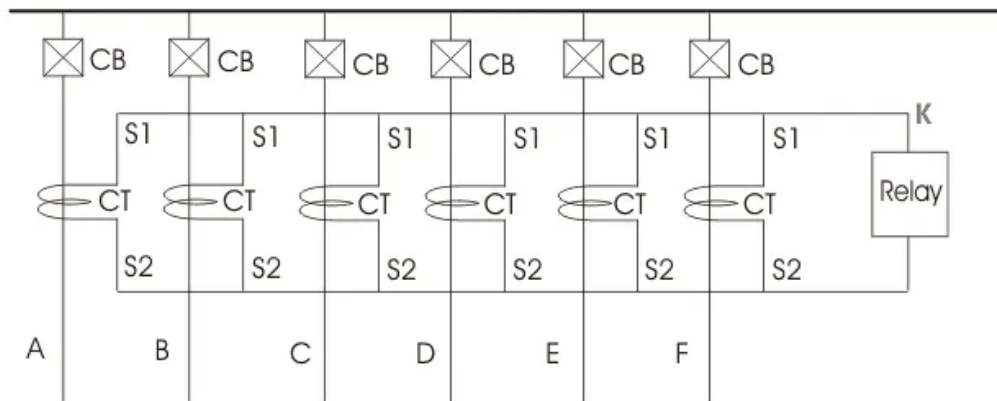 CB CB CB CB CB CB
K
S1 S1 S1 S1 S1 S1
CT CT CT CT CT CT Relay
S2 S2 S2 S2 S2 S2
A B C D E F